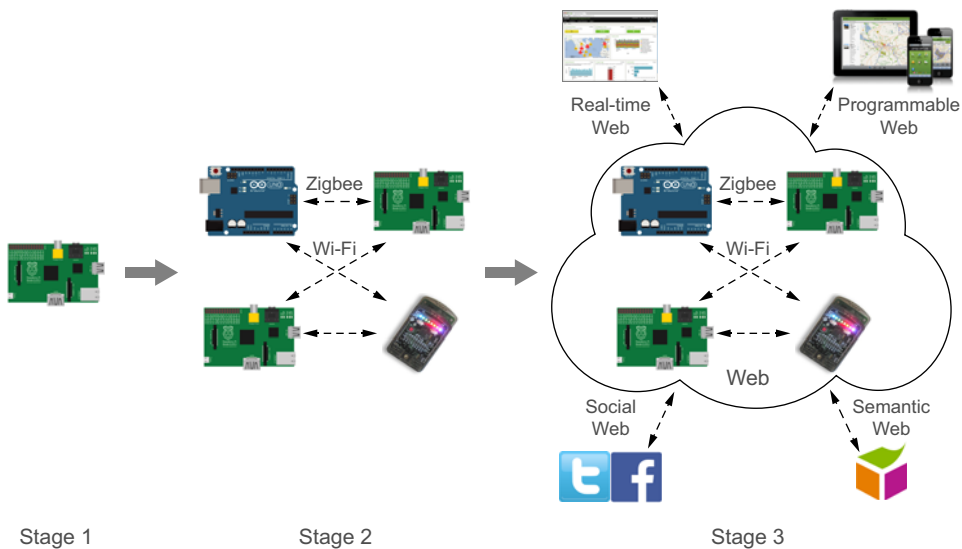 Real-time
Web
Programmable
Web
Zigbee
Wi-Fi
Zigbee
Wi-Fi
Web
Social
Web
Semantic
Web
Stage 1
Stage 2
Stage 3